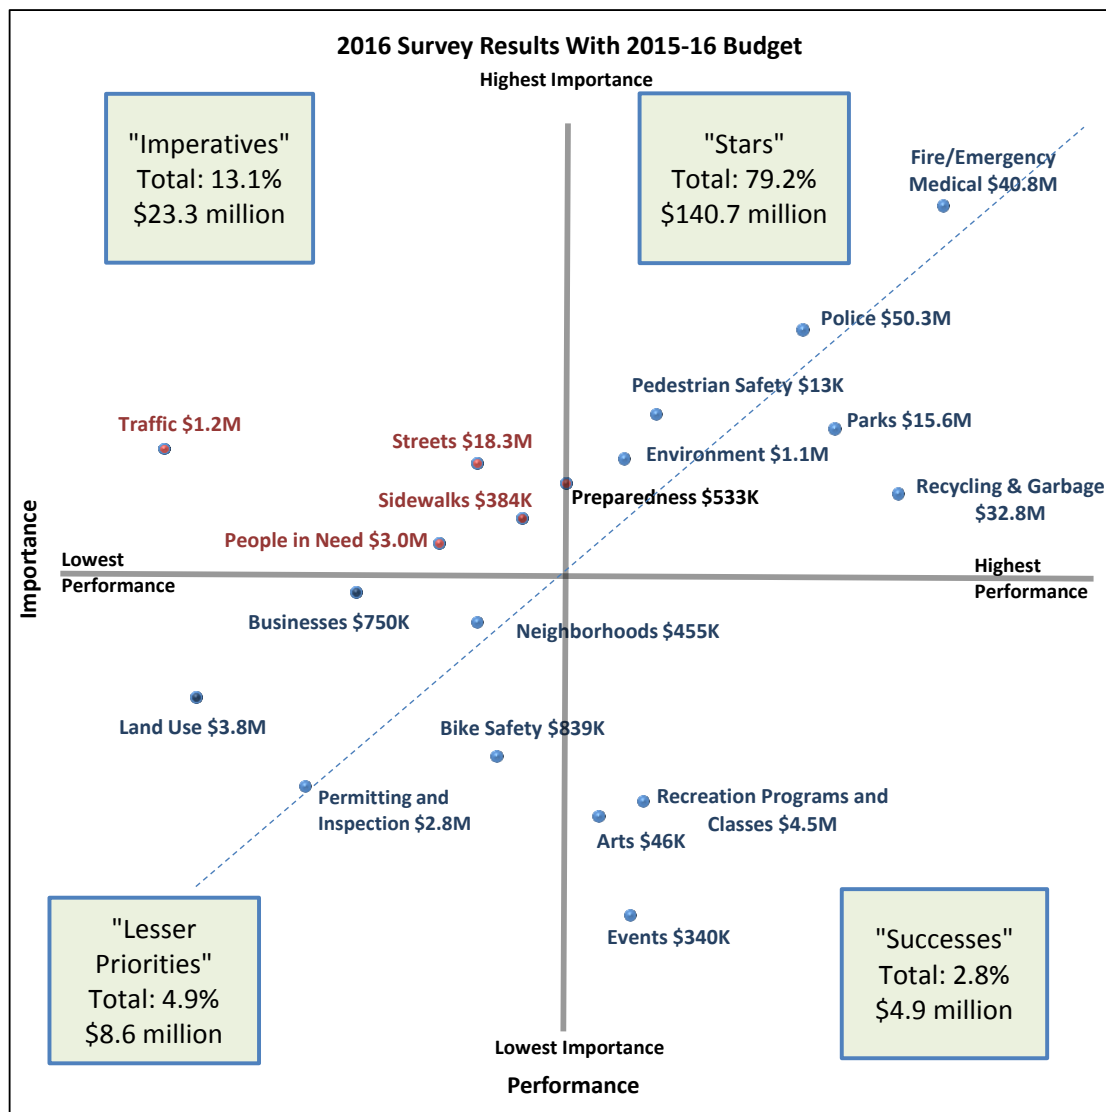 2016 Survey Results With 2015-16 Budget
Highest Importance
"Imperatives"
Total: 13.1%
$23.3 million
"Stars"
Total: 79.2%
$140.7 million
Fire/Emergency
Medical $40.8M
Police $50.3M
Pedestrian Safety $13K
Parks $15.6M
Traffic $1.2M
Streets $18.3M
Environment $1.1M
Recycling & Garbage
$32.8M
Sidewalks $384K
Preparedness $533K
People in Need $3.0M
Importance
Lowest
Performance
Highest
Performance
Businesses $750K
Neighborhoods $455K
Land Use $3.8M
Bike Safety $839K
Permitting and
Inspection $2.8M
Recreation Programs and
Classes $4.5M
Arts $46K
Events $340K
"Lesser
Priorities"
Total: 4.9%
$8.6 million
"Successes"
Total: 2.8%
$4.9 million
Lowest Importance
Performance